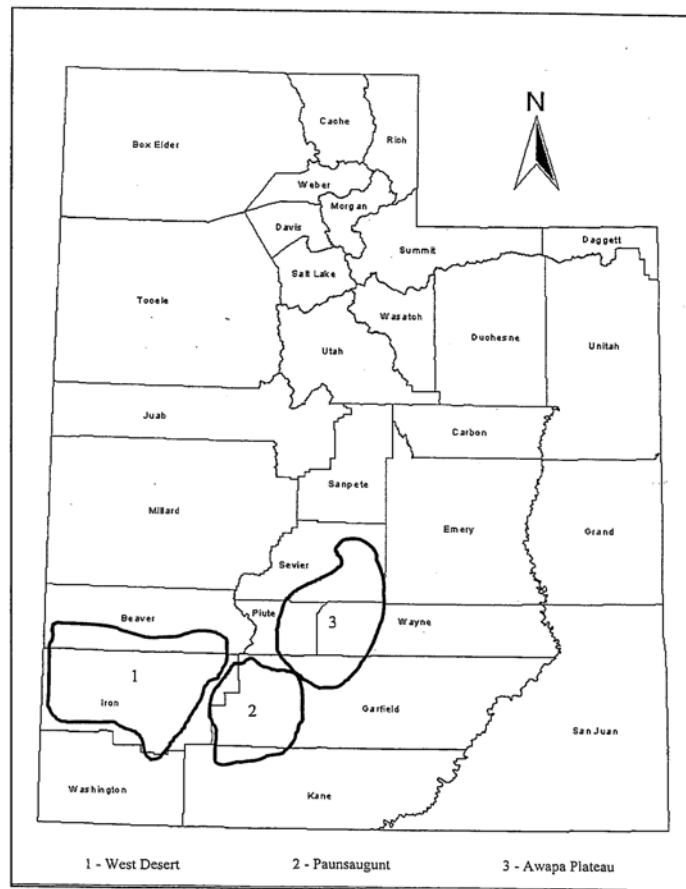 N
Cache
Rich
Box Elder
Weber
Morgan
Davis
Summit
Daggett
Salt Lake
Tooele
Wasatch
Duchesne
Unitah
Utah
Juab
Carbon
Sanpete
Millard
Emery
Grand
Sevier
Beaver
Piute
Wayne
3
1
Iron
2
Garfield
San Juan
Washington
Kane
1 - West Desert 2 - Paunsaugunt 3 - Awapa Plateau